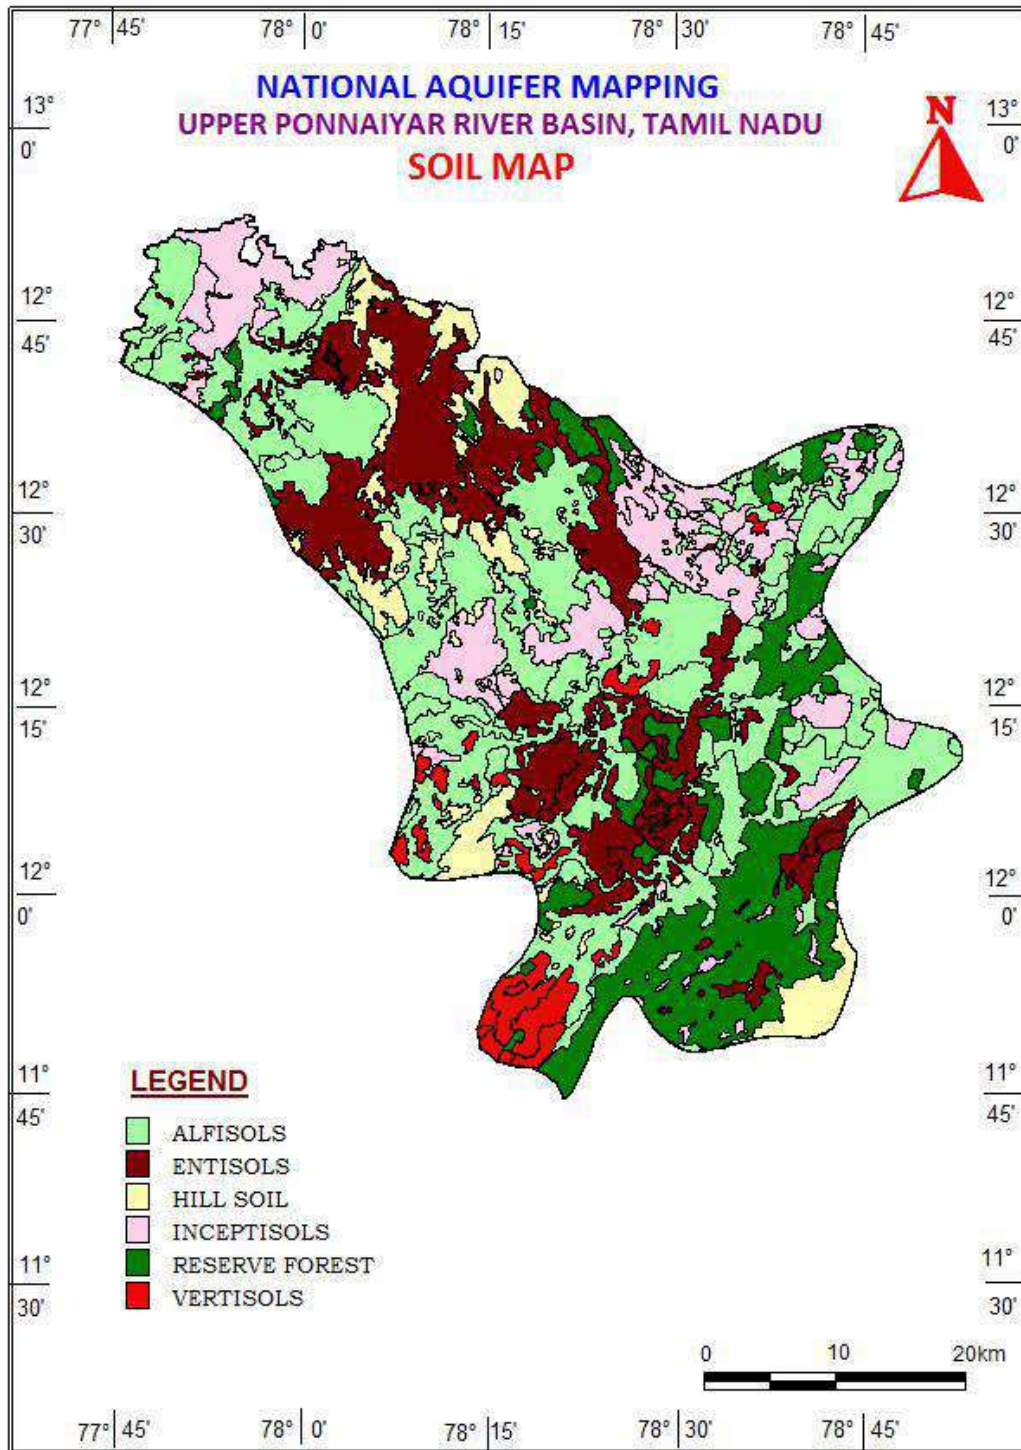 77° 45' 78° 0' 78° 15' 78° 30' 78° 45'
NATIONAL AQUIFER MAPPING
UPPER PONNAIYAR RIVER BASIN, TAMIL NADU
SOIL MAP
N
13° 13°
0' 0'
12° 12°
45' 45'
12° 12°
30' 30'
12° 12°
15' 15'
12° 12°
0' 0'
11° 11°
45' 45'
LEGEND
ALFISOLS
ENTISOLS
HILL SOIL
INCEPTISOLS
RESERVE FOREST
VERTISOLS
11° 11°
30' 30'
0 10 20km
77° 45' 78° 0' 78° 15' 78° 30' 78° 45'